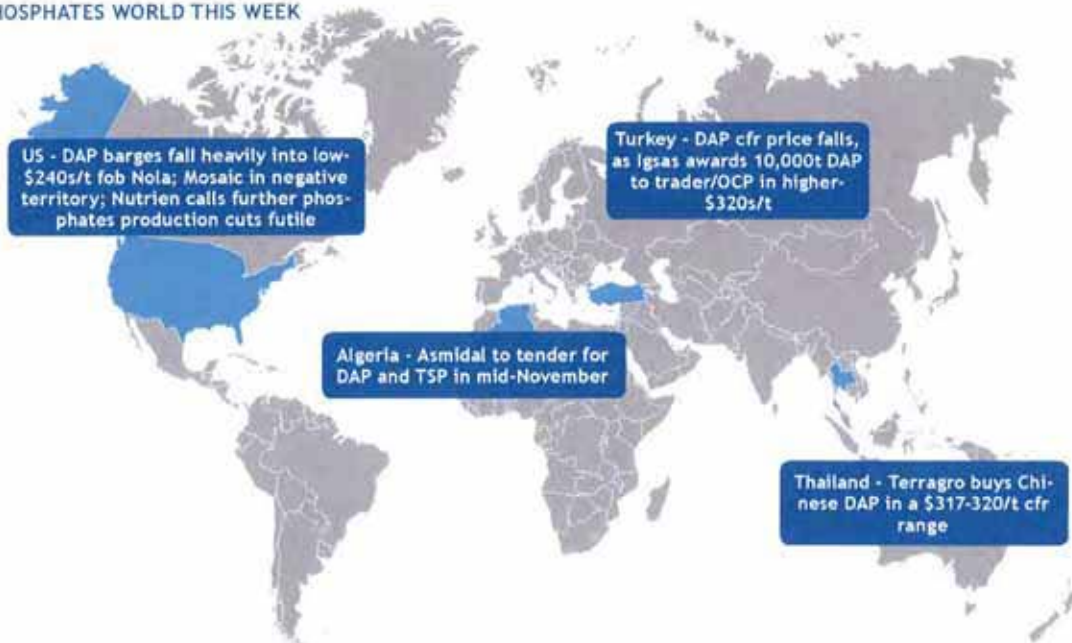 HOSPHATES WORLD THIS WEEK
US - DAP barges fall heavily into low-
$240s/t fob Nola; Mosaic in negative
territory; Nutrien calls further phos-
phates production cuts futile
Turkey - DAP cfr price falls,
as Igsas awards 10,000t DAP
to trader/OCP in higher-
$320s/t
Algeria - Asmidal to tender for
DAP and TSP in mid-November
Thailand - Terragro buys Chi-
nese DAP in a $317-320/t cfr
range